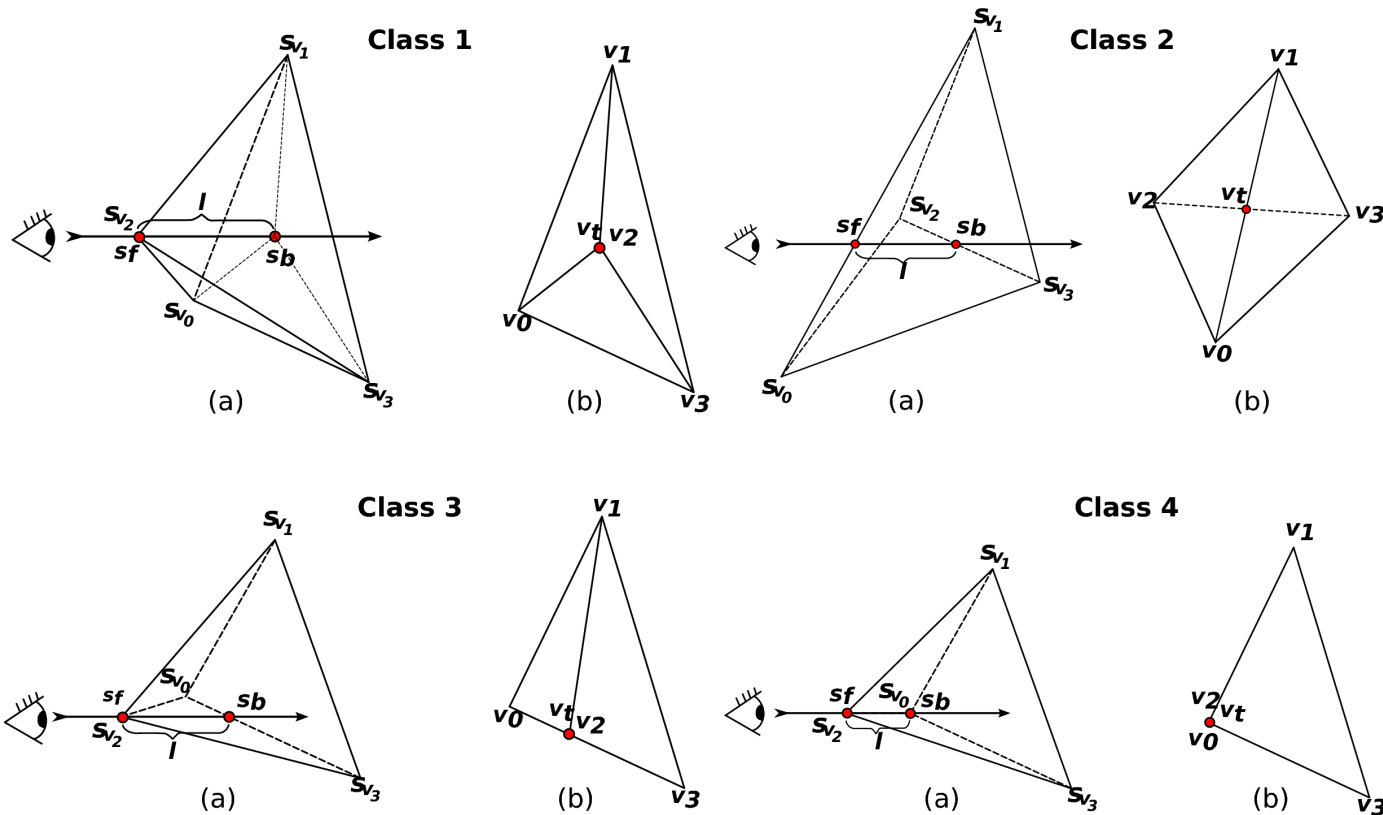 Class 1
Sv1
l
Sv2
sf
sb
Sv0
Sv3
(a)
v1
vt v2
v0
v3
(b)
Class 2
Sv1
sf
Sv2
sb
l
Sv3
Sv0
(a)
v1
v2
vt
v3
v0
(b)
Class 3
Sv1
Sv0
sf
sb
Sv2
l
Sv3
(a)
v1
v0
vt
v2
v3
(b)
Class 4
Sv1
sf
Sv0
sb
Sv2
l
Sv3
(a)
v1
v2
vt
v0
v3
(b)